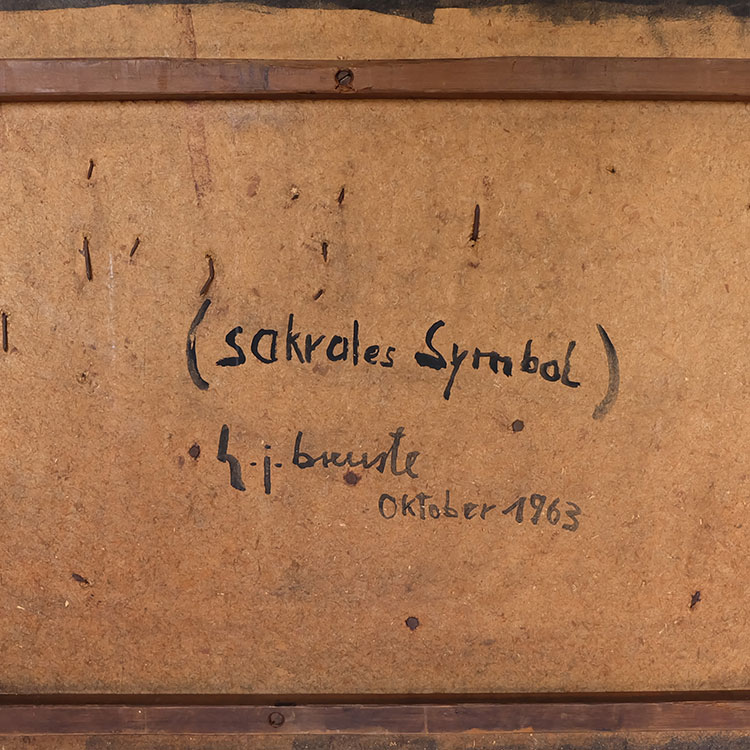 (sakrales Symbol)
h.j. breuste
Oktober 1963